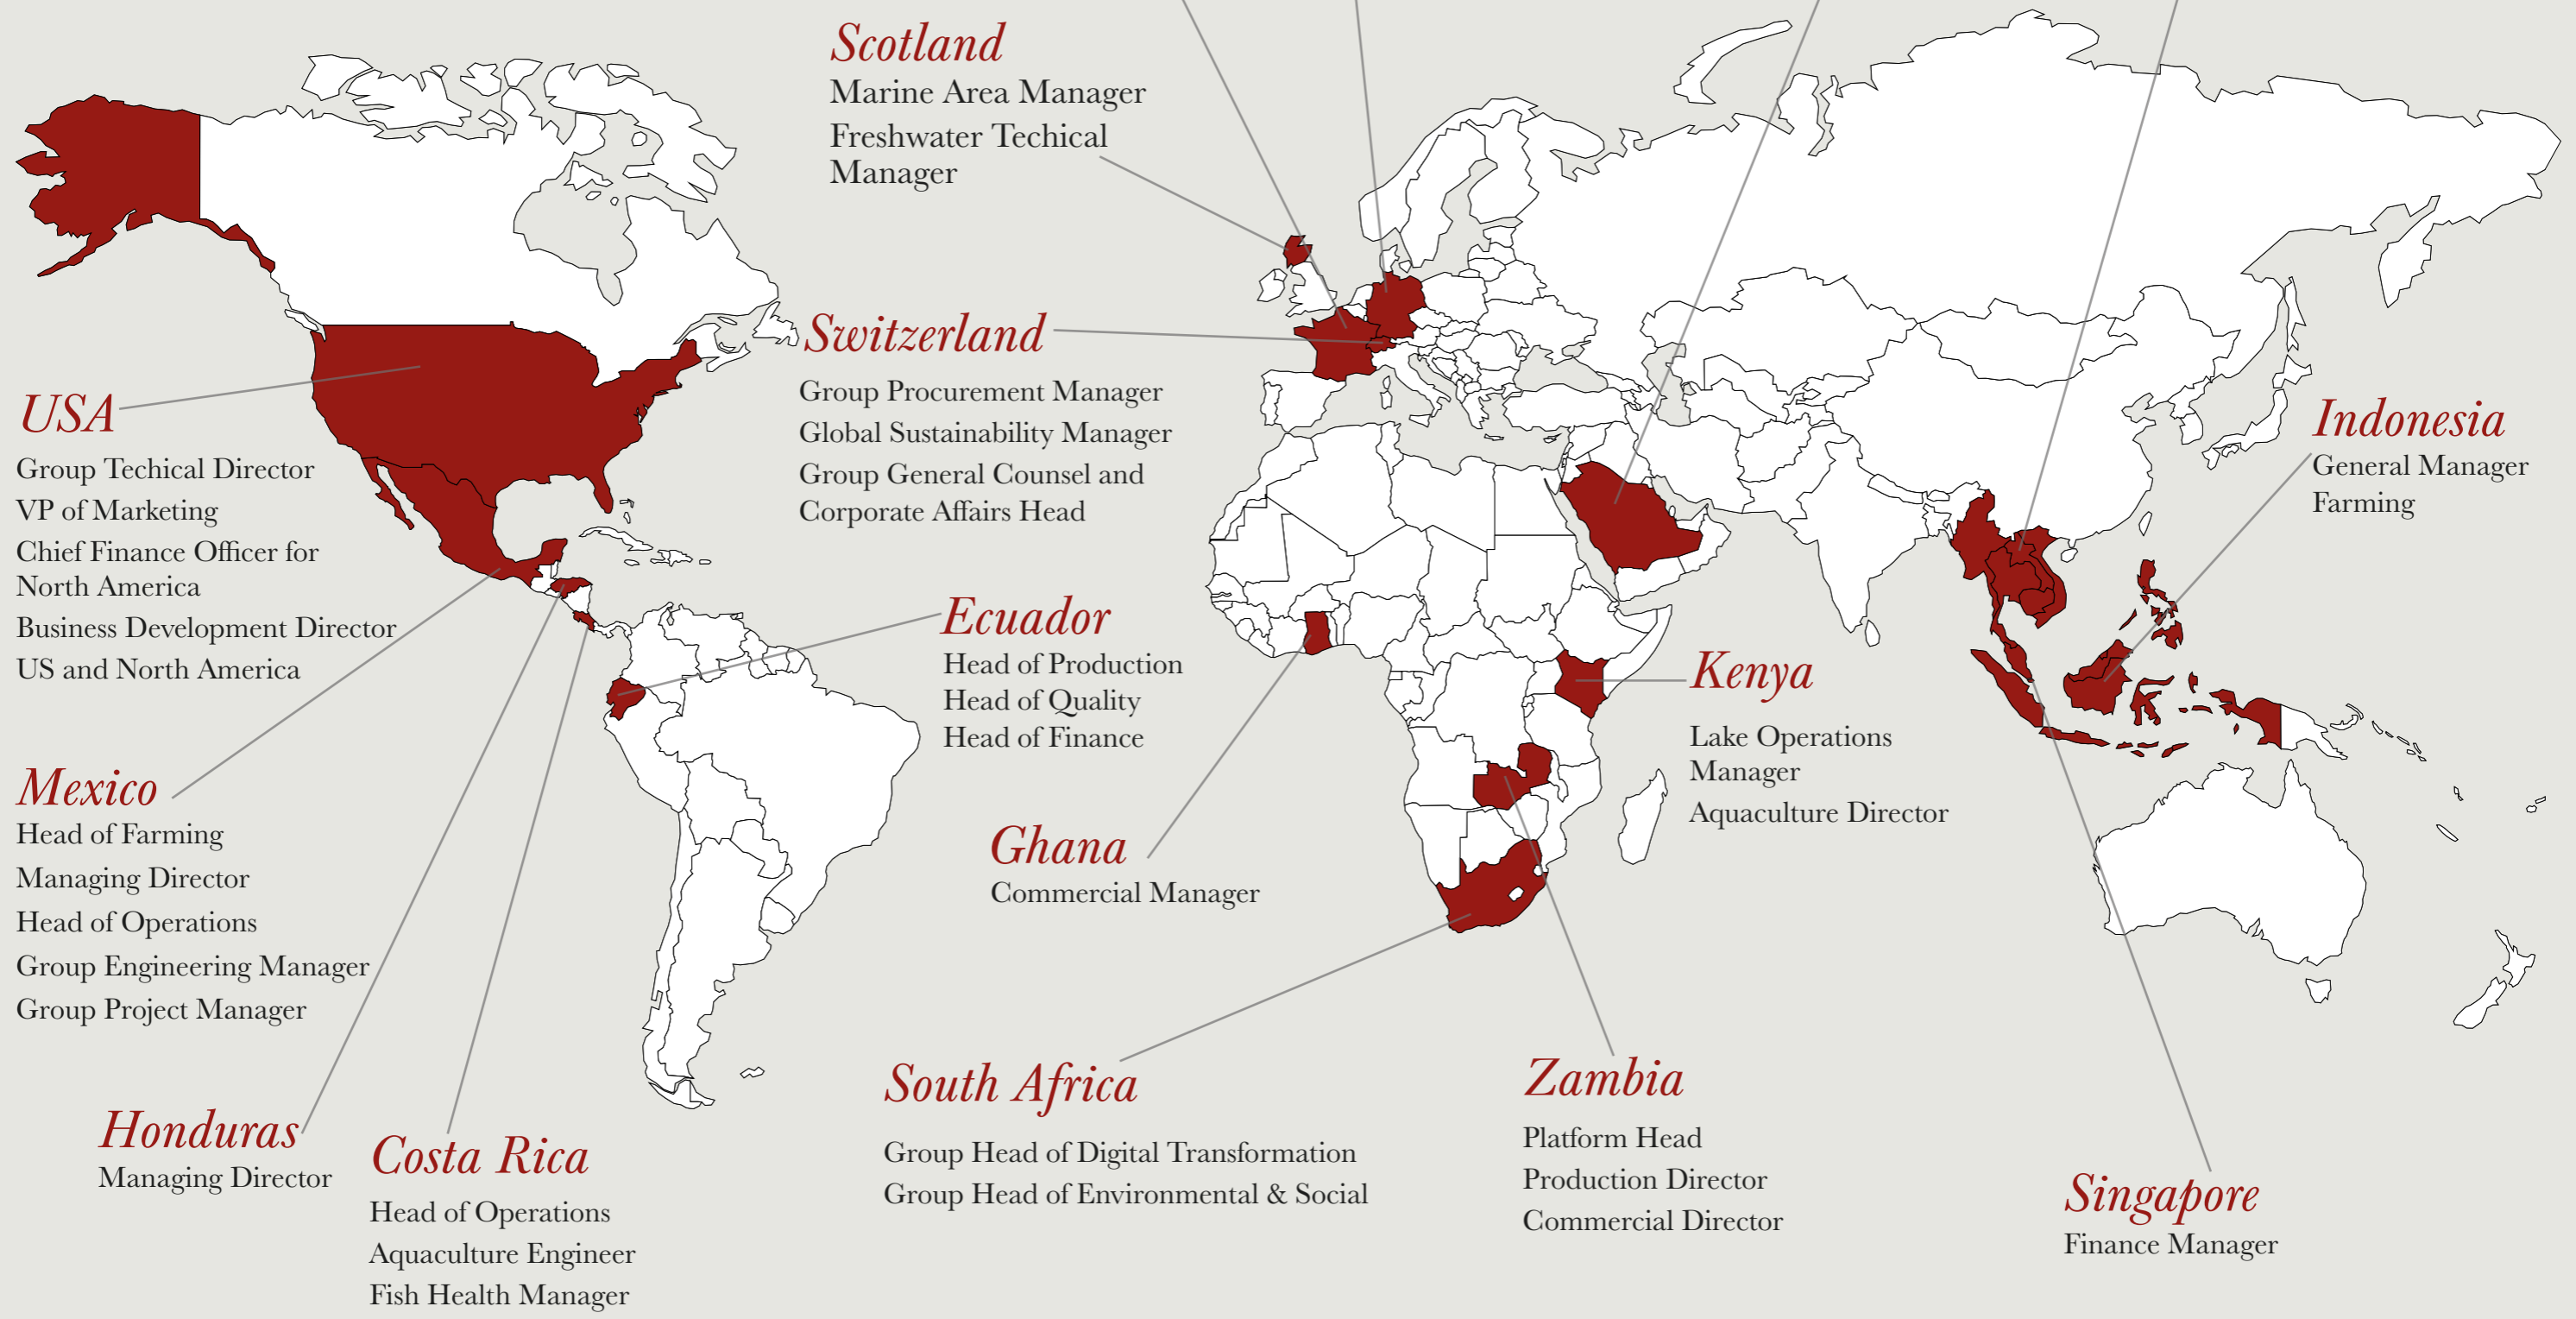 Scotland
Marine Area Manager
Freshwater Techical
Manager
Switzerland
Group Procurement Manager
Global Sustainability Manager
Group General Counsel and
Corporate Affairs Head
USA
Group Techical Director
VP of Marketing
Chief Finance Officer for
North America
Business Development Director
US and North America
Indonesia
General Manager
Farming
Ecuador
Head of Production
Head of Quality
Head of Finance
Kenya
Lake Operations
Manager
Aquaculture Director
Mexico
Head of Farming
Managing Director
Head of Operations
Group Engineering Manager
Group Project Manager
Ghana
Commercial Manager
Honduras
Managing Director
Costa Rica
Head of Operations
Aquaculture Engineer
Fish Health Manager
South Africa
Group Head of Digital Transformation
Group Head of Environmental & Social
Zambia
Platform Head
Production Director
Commercial Director
Singapore
Finance Manager